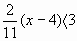 2/11 (x − 4)⟨3